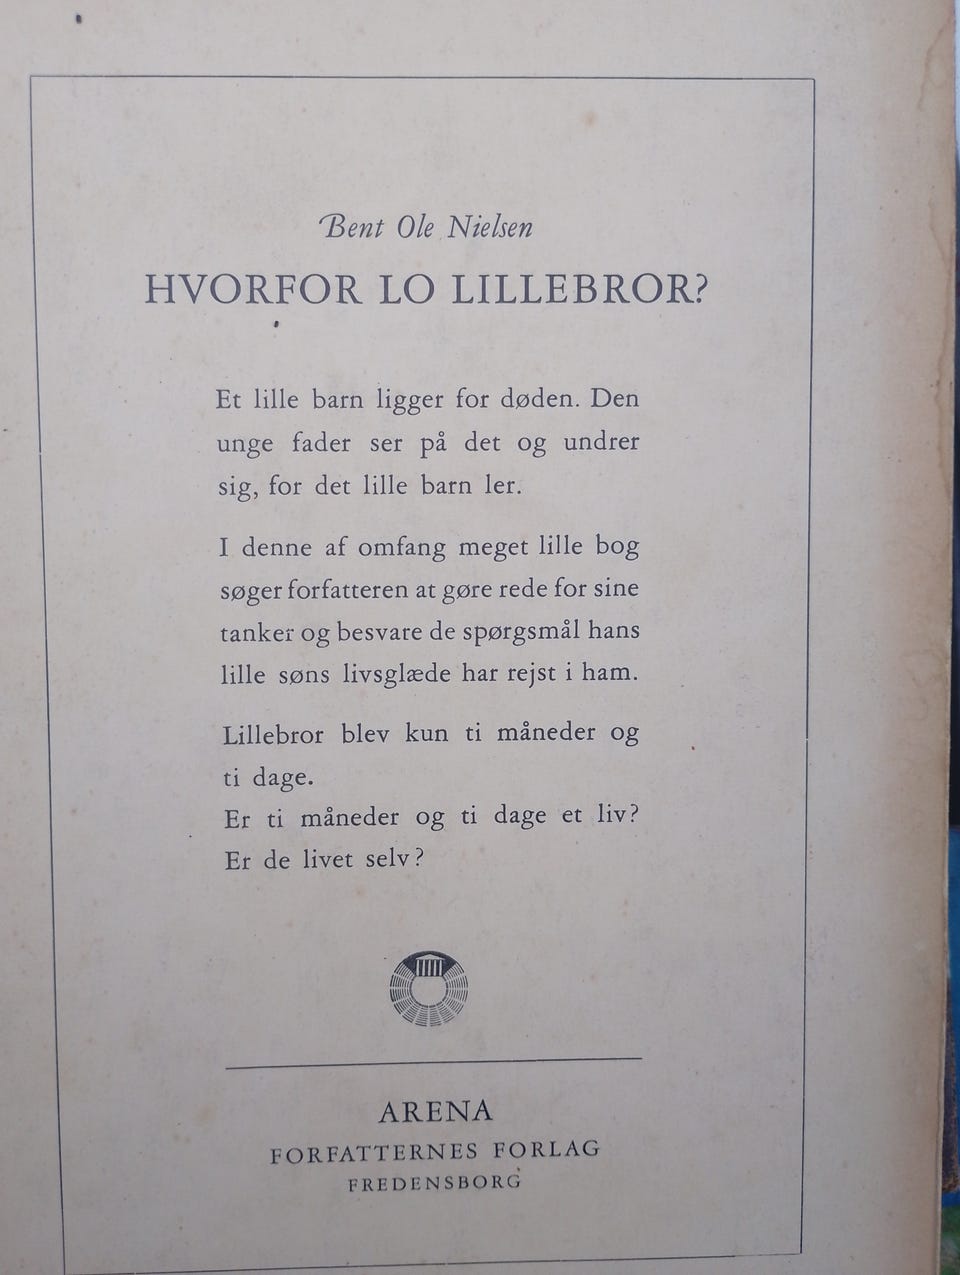 Bent Ole Nielsen
HVORFOR LO LILLEBROR?
Et lille barn ligger for døden. Den
unge fader ser på det og undrer
sig, for det lille barn ler.
I denne af omfang meget lille bog
søger forfatteren at gøre rede for sine
tanker og besvare de spørgsmål hans
lille søns livsglæde har rejst i ham.
Lillebror blev kun ti måneder og
ti dage.
Er ti måneder og ti dage et liv?
Er de livet selv?
ARENA
FORFATTERNES FORLAG
FREDENSBORG